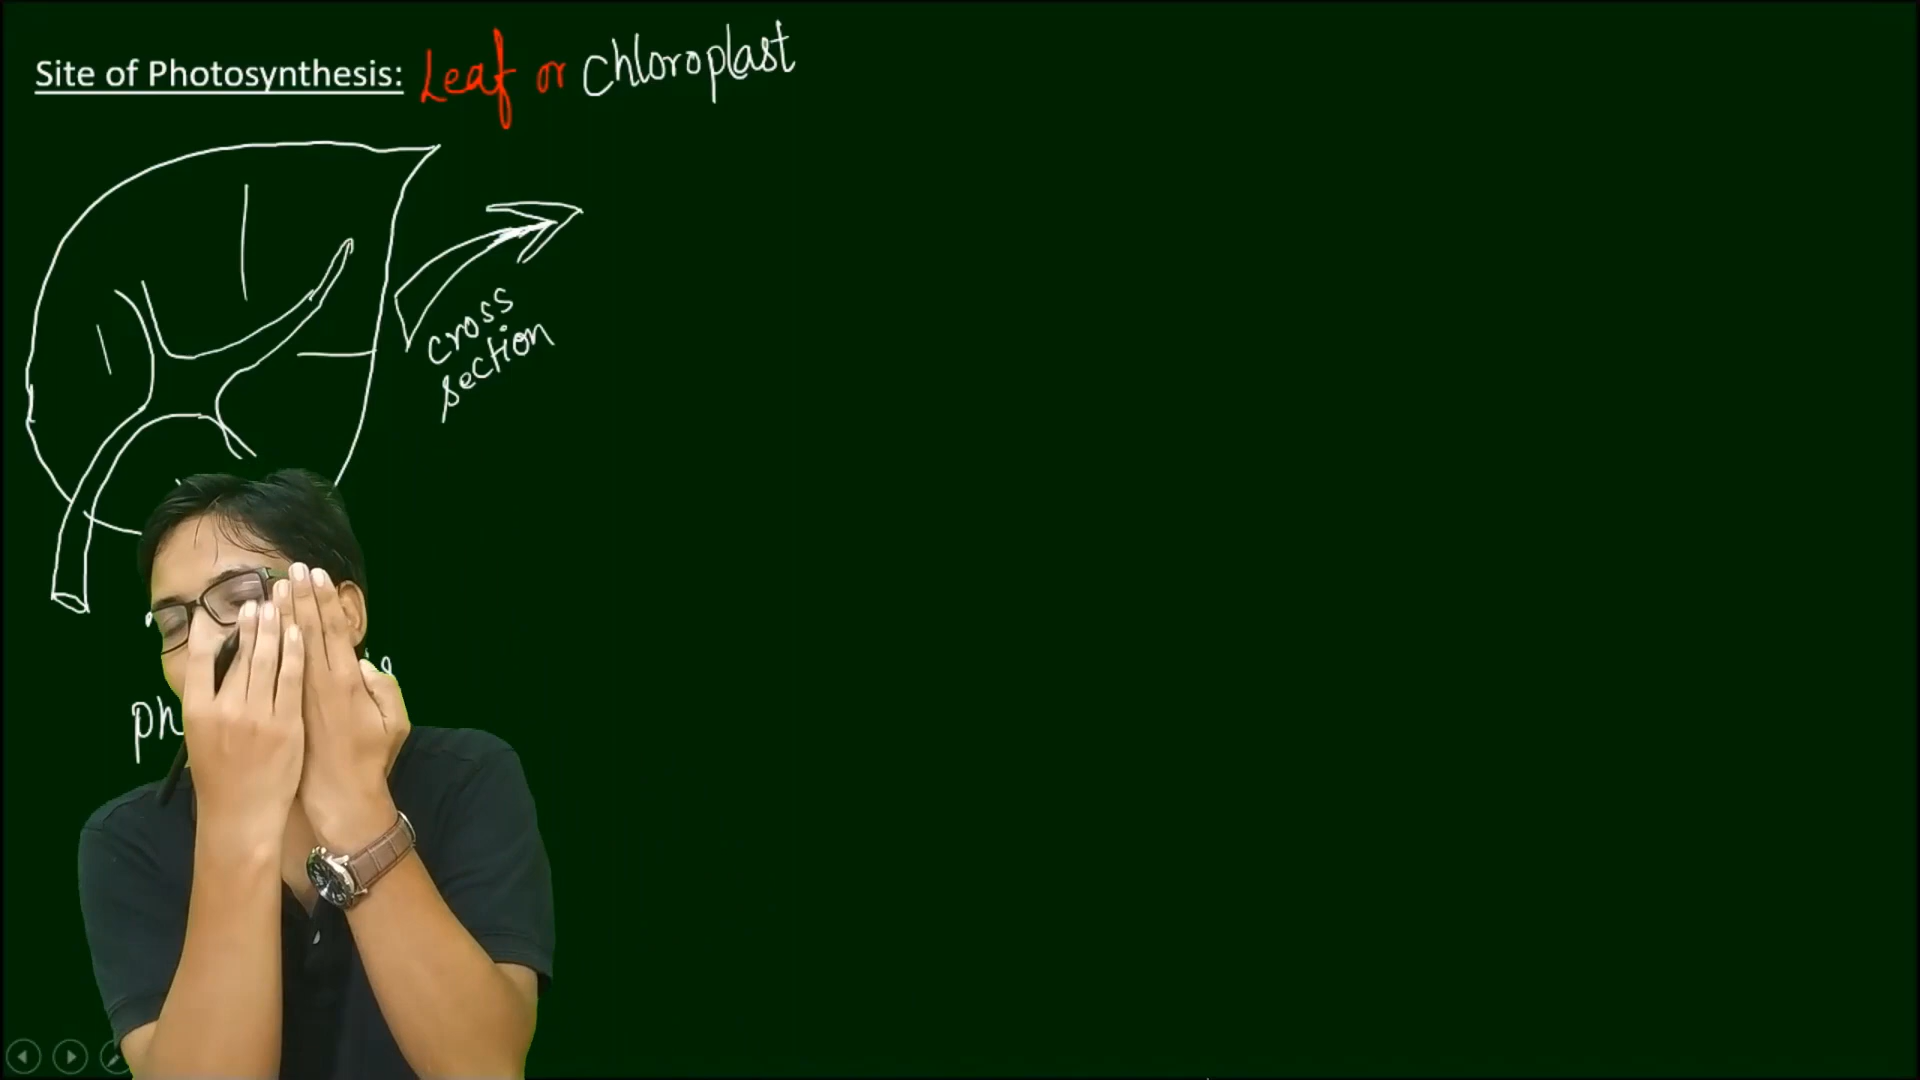 Site of Photosynthesis: Leaf or Chloroplast
cross
section